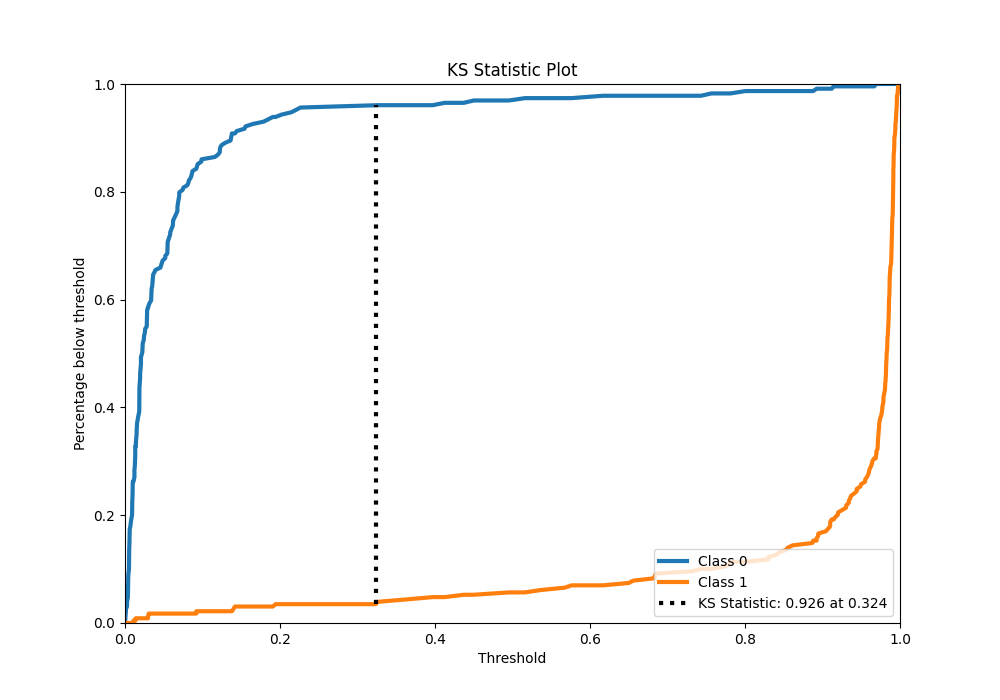 KS Statistic Plot
1.0
0.8
0.6
0.4
0.2
0.0
Percentage below threshold
0.0 0.2 0.4 0.6 0.8 1.0
Threshold
Class 0
Class 1
KS Statistic: 0.926 at 0.324